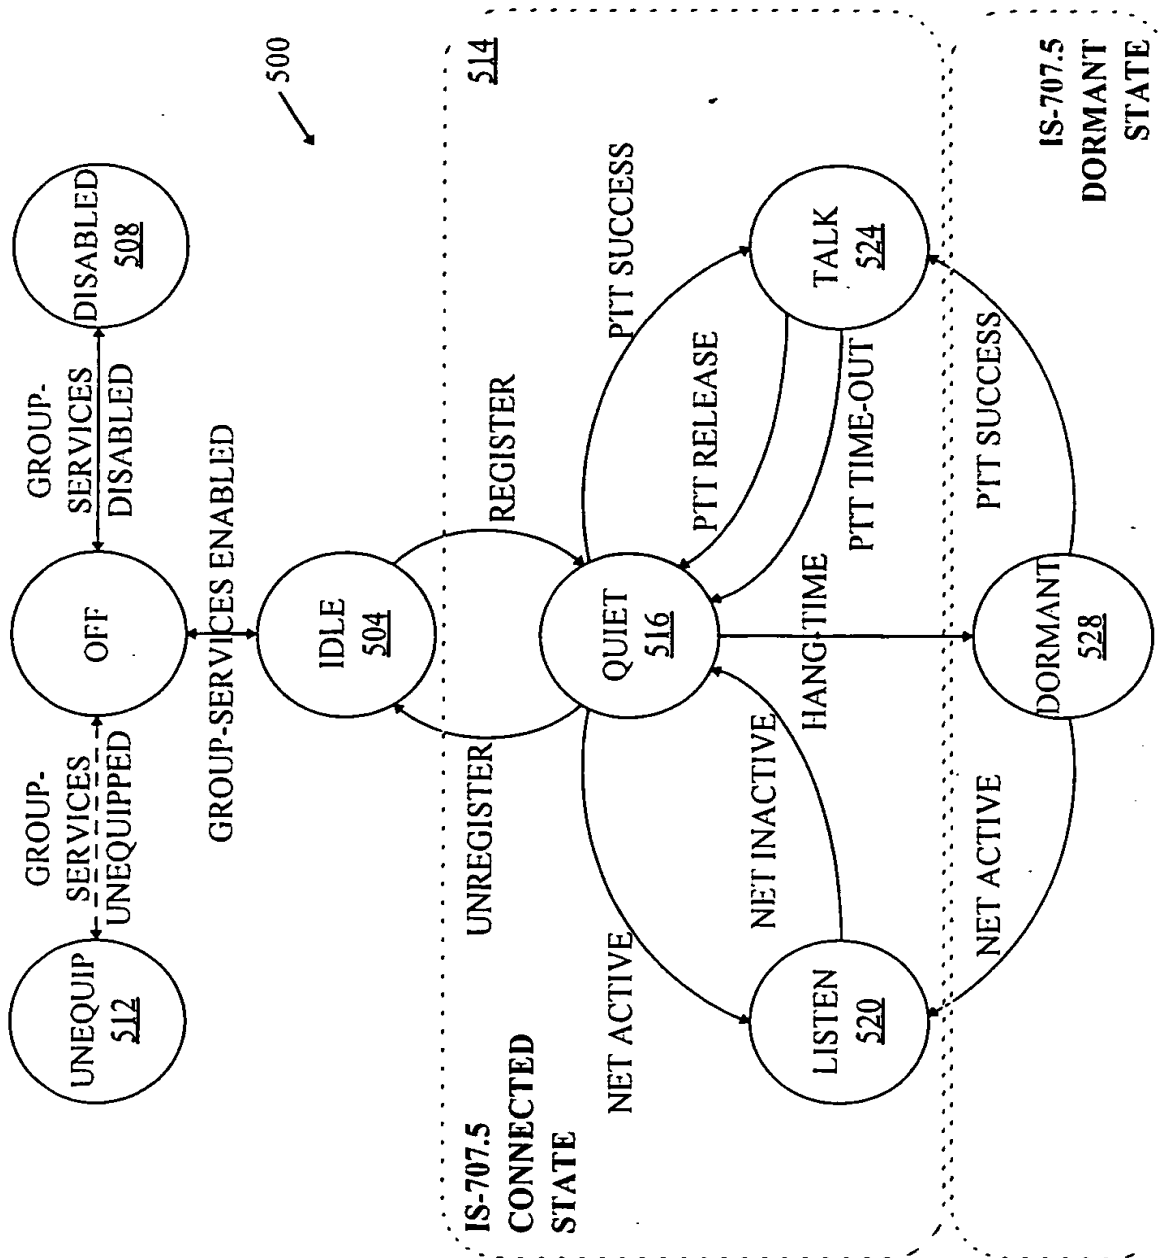 500
GROUP-
SERVICES
UNEQUIPPED
GROUP-
SERVICES
DISABLED
UNEQUIP
512
OFF
DISABLED
508
GROUP-SERVICES ENABLED
IDLE
504
514
UNREGISTER
REGISTER
IS-707.5
CONNECTED
STATE
NET ACTIVE
QUIET
516
PTT SUCCESS
NET INACTIVE
HANG-TIME
PTT RELEASE
PTT TIME-OUT
LISTEN
520
TALK
524
NET ACTIVE
DORMANT
528
PTT SUCCESS
IS-707.5
DORMANT
STATE